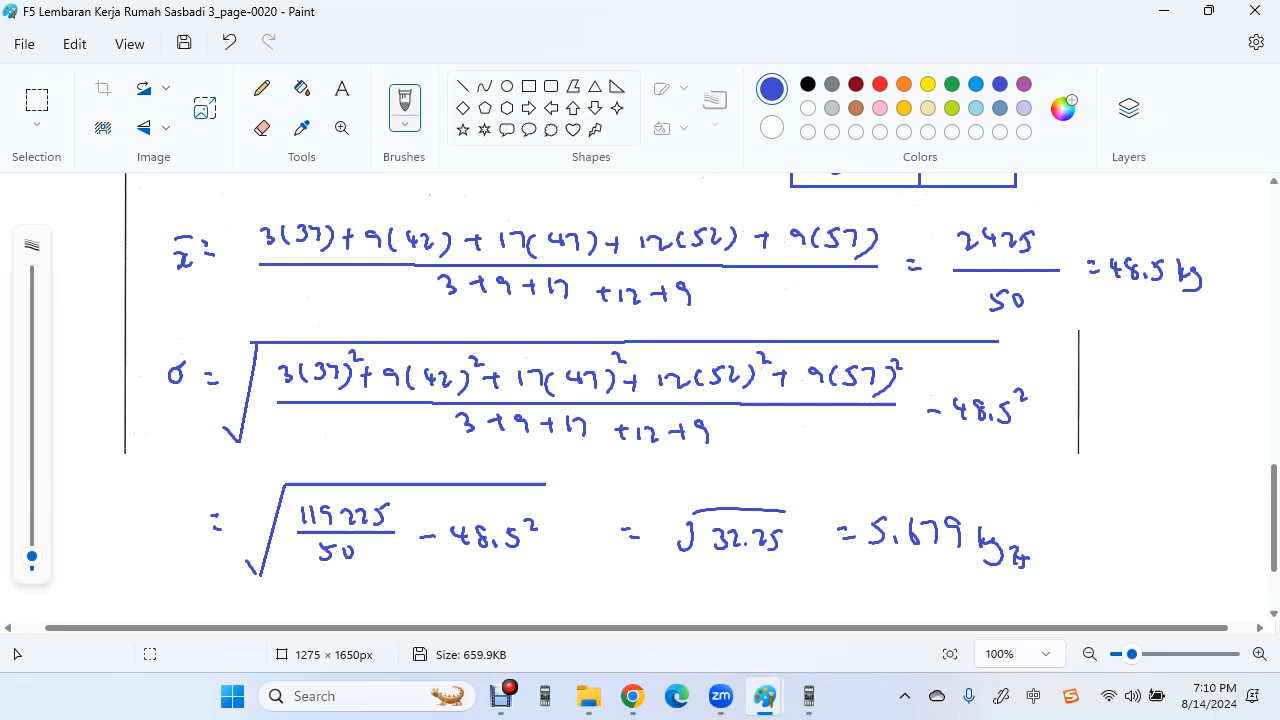 F5 Lembaran Kerja Rumah Sasbadi 3_page-0020 - Paint
File Edit View
Selection Image Tools Brushes Shapes Colors Layers
x̄ = 3(37) + 9(42) + 17(47) + 12(52) + 9(57) / 3 + 9 + 17 + 12 + 9 = 2425 / 50 = 48.5 kg
σ = √ 3(37)² + 9(42)² + 17(47)² + 12(52)² + 9(57)² / 3 + 9 + 17 + 12 + 9 - 48.5²
= √ 119225 / 50 - 48.5² = √32.25 = 5.679 kg
1275 × 1650px Size: 659.9KB 100%
Search 中 S 7:10 PM
8/14/2024